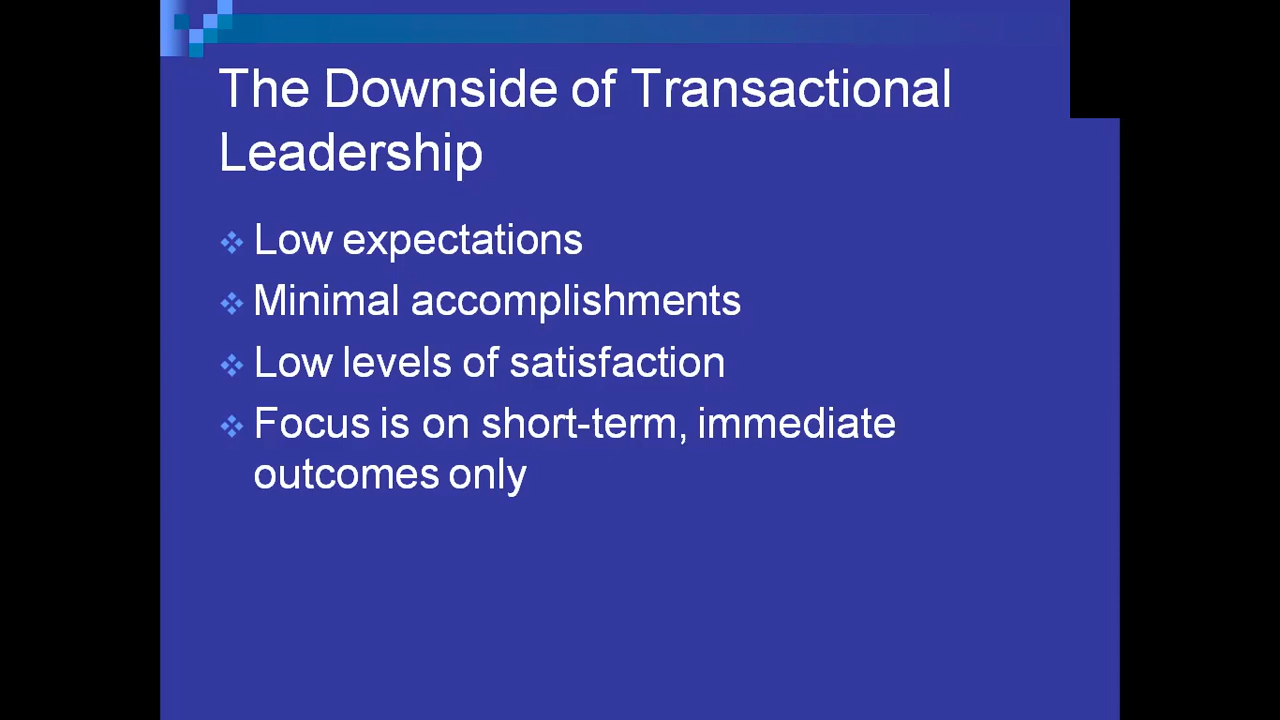 The Downside of Transactional
Leadership
Low expectations
Minimal accomplishments
Low levels of satisfaction
Focus is on short-term, immediate
outcomes only